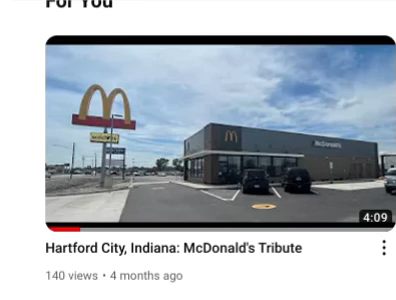 For You
McDonald's
4:09
Hartford City, Indiana: McDonald's Tribute
140 views • 4 months ago